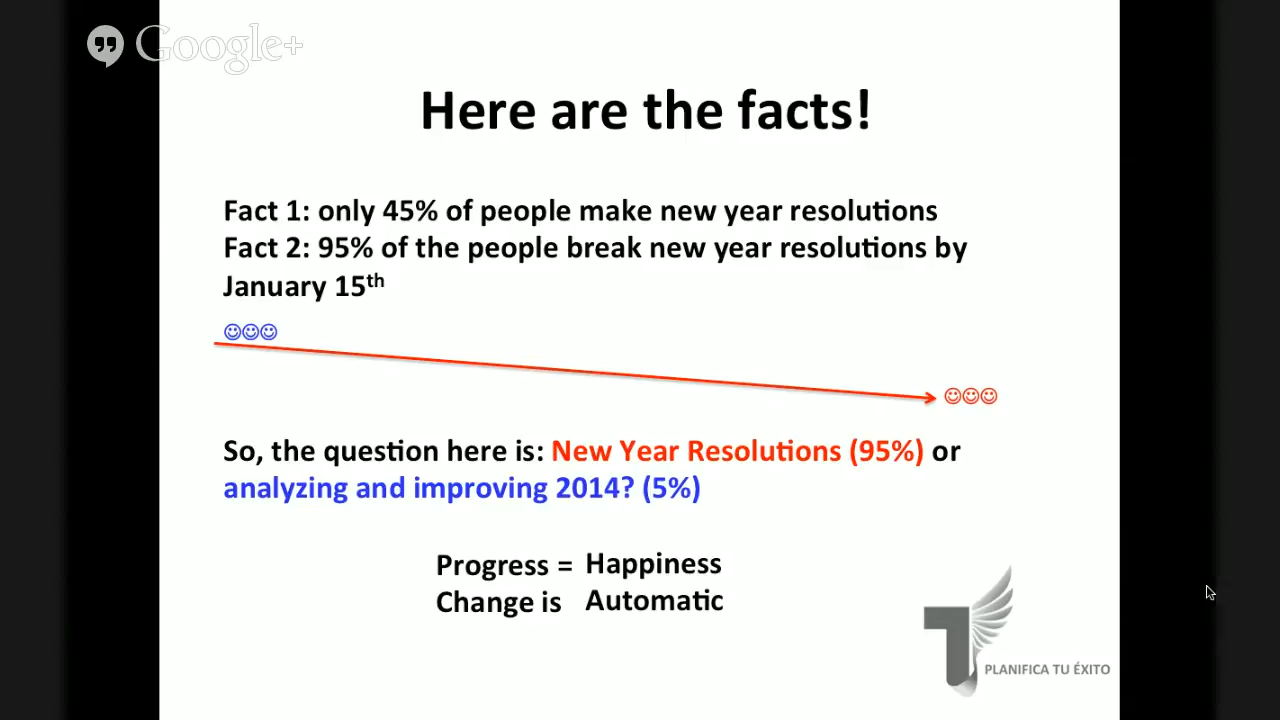 Google+
Here are the facts!
Fact 1: only 45% of people make new year resolutions
Fact 2: 95% of the people break new year resolutions by
January 15th
So, the question here is: New Year Resolutions (95%) or
analyzing and improving 2014? (5%)
Progress = Happiness
Change is Automatic
PLANIFICA TU ÉXITO